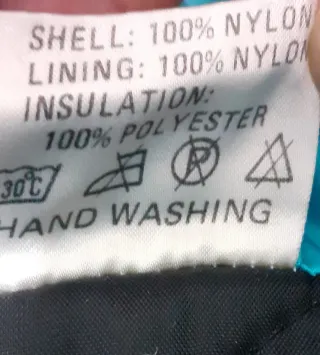 SHELL: 100% NYLON
LINING: 100% NYLON
INSULATION:
100% POLYESTER
30°C P
HAND WASHING